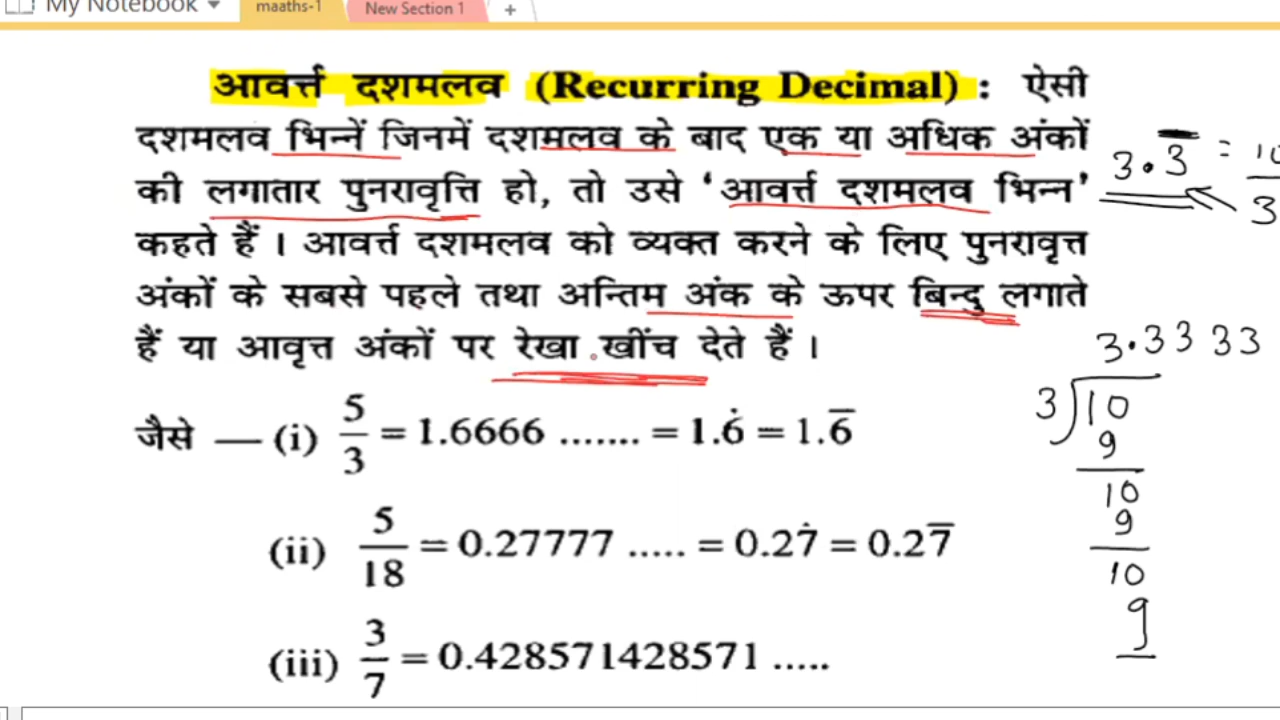 My Notebook
maaths-1
New Section 1
+
आवर्त्त दशमलव (Recurring Decimal) : ऐसी
दशमलव भिन्नें जिनमें दशमलव के बाद एक या अधिक अंकों
की लगातार पुनरावृत्ति हो, तो उसे ‘आवर्त्त दशमलव भिन्न’
कहते हैं । आवर्त्त दशमलव को व्यक्त करने के लिए पुनरावृत्त
अंकों के सबसे पहले तथा अन्तिम अंक के ऊपर बिन्दु लगाते
हैं या आवृत्त अंकों पर रेखा खींच देते हैं ।
जैसे — (i) 5/3 = 1.6666 ....... = 1.6̇ = 1.6̅
(ii) 5/18 = 0.27777 ..... = 0.27̇ = 0.27̅
(iii) 3/7 = 0.428571428571 .....
3.3̅ = 10/3
3.3333
3)10
9
10
9
10
9